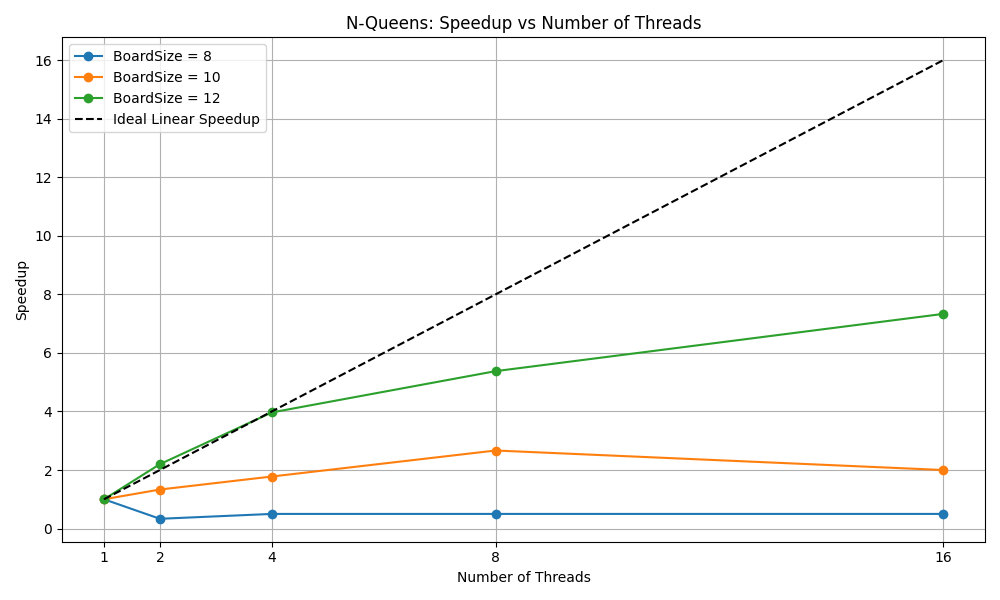 N-Queens: Speedup vs Number of Threads
BoardSize = 8
BoardSize = 10
BoardSize = 12
Ideal Linear Speedup
Speedup
16
14
12
10
8
6
4
2
0
1 2 4 8 16
Number of Threads